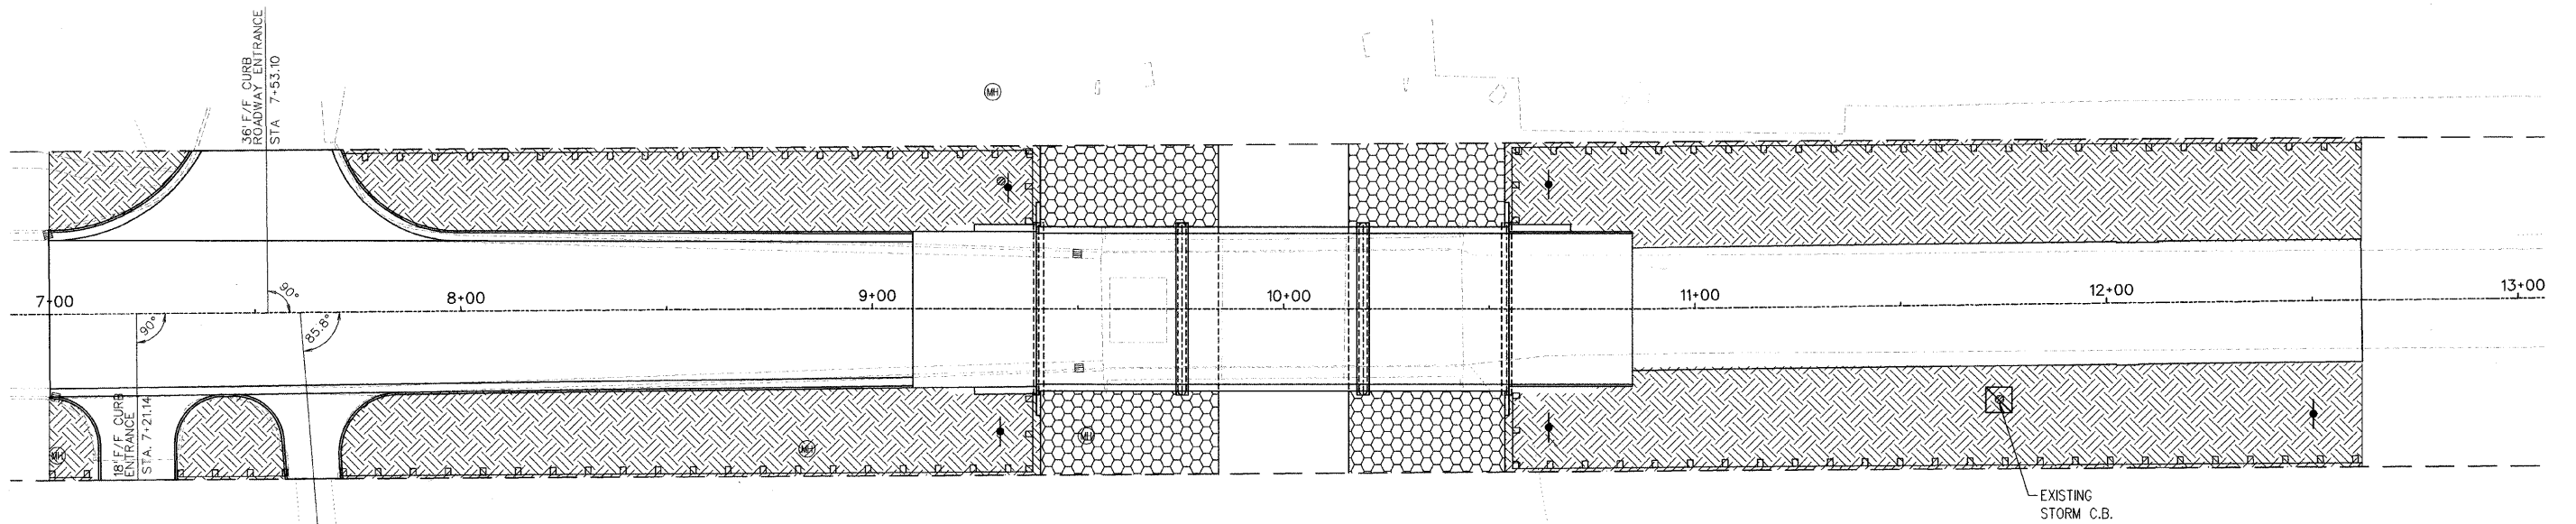 36' F/F CURB
ROADWAY ENTRANCE
STA 7+53.10
MH
7+00
8+00
9+00
10+00
11+00
12+00
13+00
90°
90°
85.8°
18' F/F CURB
ENTRANCE
STA. 7+21.14
MH
MH
MH
EXISTING
STORM C.B.